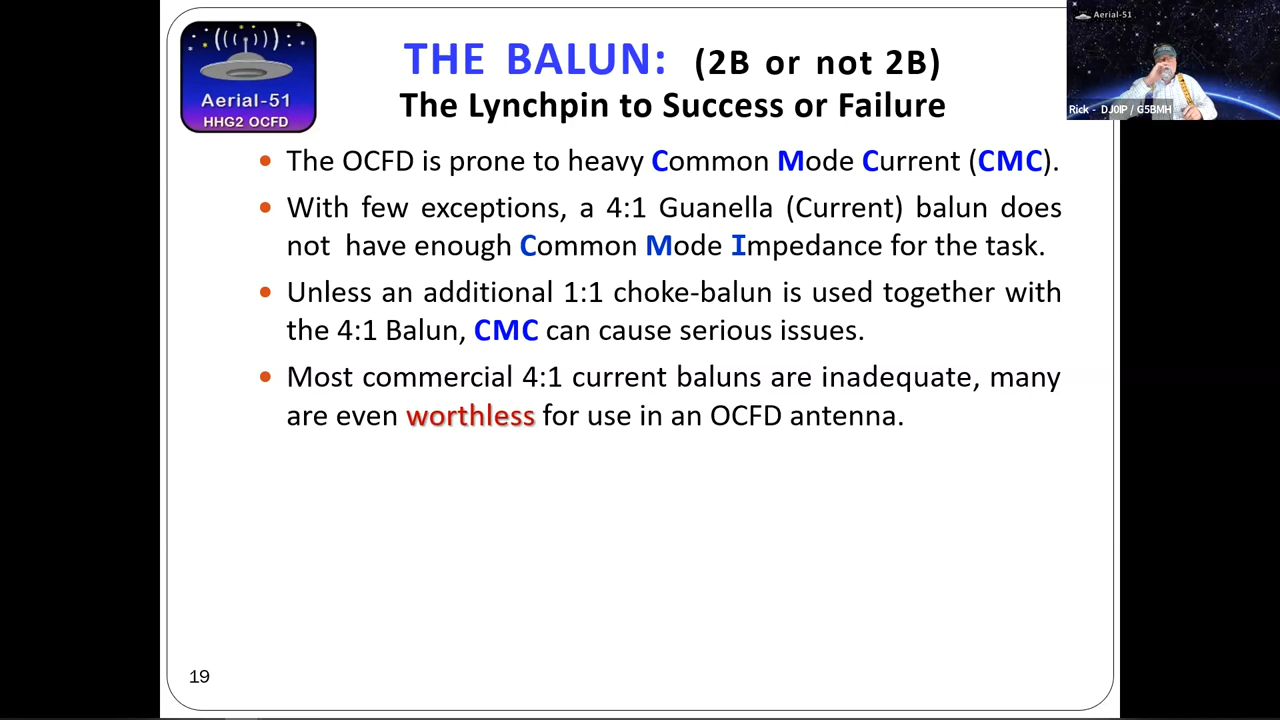 THE BALUN: (2B or not 2B)
The Lynchpin to Success or Failure
Aerial-51
HHG2 OCFD
Aerial-51
Rick - DJ0IP / G5BMH
• The OCFD is prone to heavy Common Mode Current (CMC).
• With few exceptions, a 4:1 Guanella (Current) balun does
not have enough Common Mode Impedance for the task.
• Unless an additional 1:1 choke-balun is used together with
the 4:1 Balun, CMC can cause serious issues.
• Most commercial 4:1 current baluns are inadequate, many
are even worthless for use in an OCFD antenna.
19